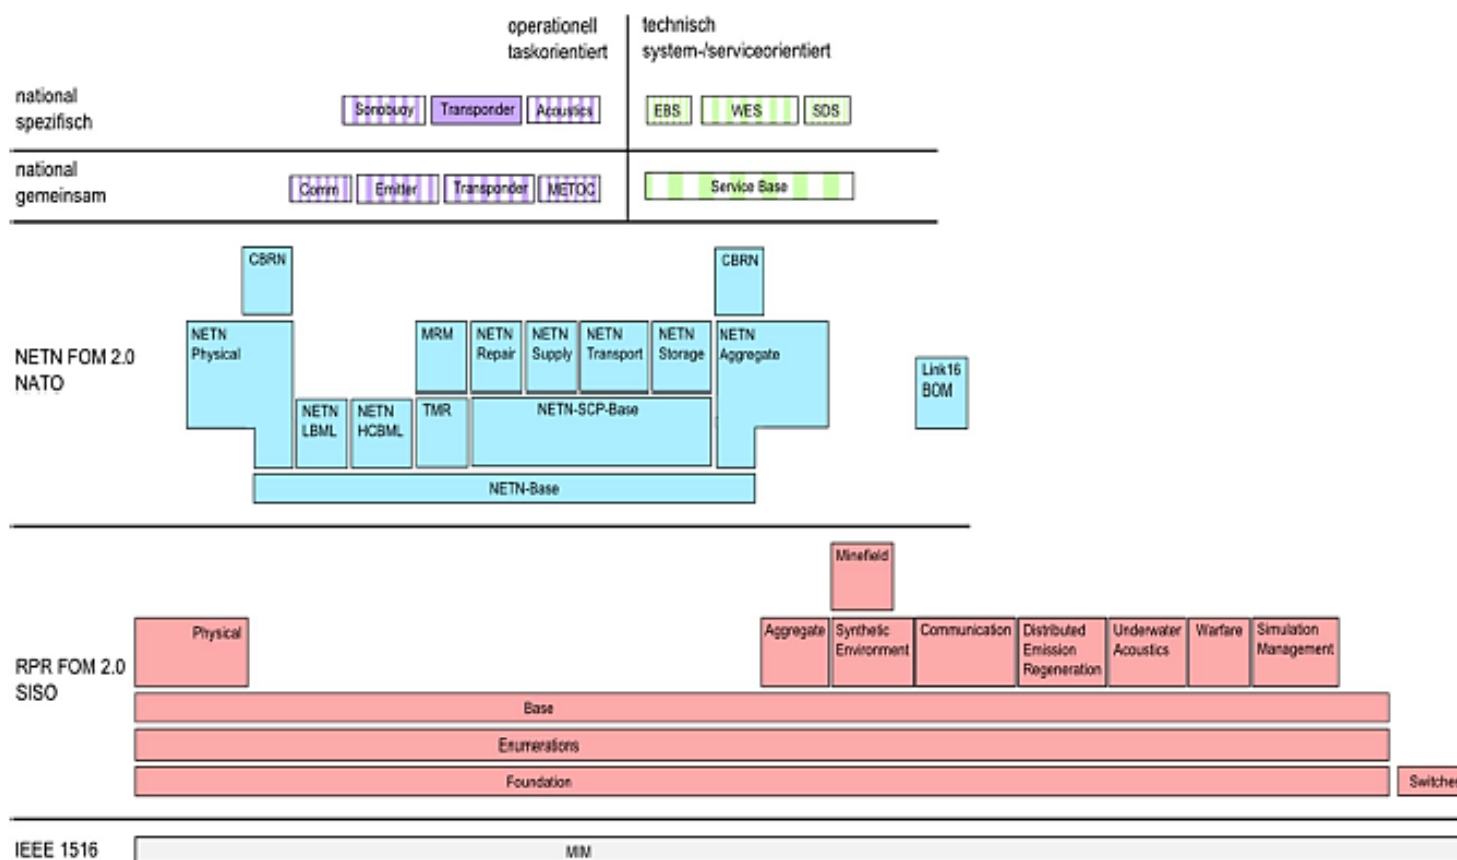 operationell
taskorientiert
technisch
system-/serviceorientiert
national
spezifisch
Sonobuoy
Transponder
Acoustics
EBS
WES
SDS
national
gemeinsam
Comm
Emitter
Transponder
METOC
Service Base
CBRN
CBRN
NETN FOM 2.0
NATO
NETN
Physical
MRM
NETN
Repair
NETN
Supply
NETN
Transport
NETN
Storage
NETN
Aggregate
Link16
BOM
NETN
LBML
NETN
HCBML
TMR
NETN-SCP-Base
NETN-Base
Minefield
RPR FOM 2.0
SISO
Physical
Aggregate
Synthetic
Environment
Communication
Distributed
Emission
Regeneration
Underwater
Acoustics
Warfare
Simulation
Management
Base
Enumerations
Foundation
Switche
IEEE 1516
MIM